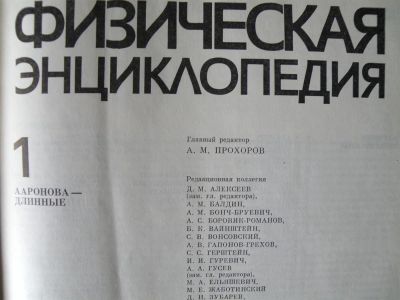 ФИЗИЧЕСКАЯ
ЭНЦИКЛОПЕДИЯ
1
ААРОНОВА —
ДЛИННЫЕ
Главный редактор
А. М. ПРОХОРОВ
Редакционная коллегия
Д. М. АЛЕКСЕЕВ
(зам. гл. редактора),
А. М. БАЛДИН,
А. М. БОНЧ-БРУЕВИЧ,
А. С. БОРОВИК-РОМАНОВ,
Б. К. ВАЙНШТЕЙН,
С. В. ВОНСОВСКИЙ,
А. В. ГАПОНОВ-ГРЕХОВ,
С. С. ГЕРШТЕЙН,
И. И. ГУРЕВИЧ,
А. А. ГУСЕВ
(зам. гл. редактора),
М. А. ЕЛЬЯШЕВИЧ,
М. Е. ЖАБОТИНСКИЙ,
Д. Н. ЗУБАРЕВ,